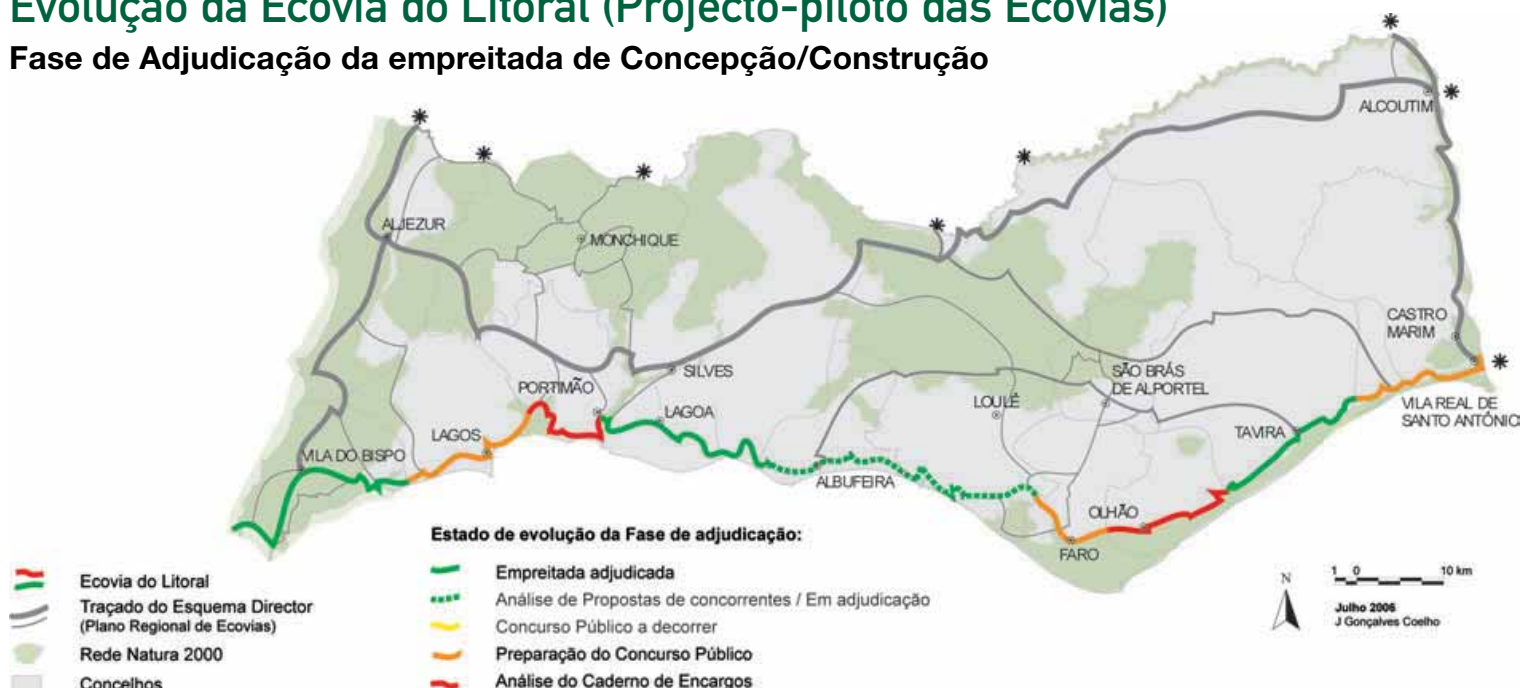 Evolução da Ecovia do Litoral (Projecto-piloto das Ecovias)
Fase de Adjudicação da empreitada de Concepção/Construção
ALCOUTIM
ALJEZUR
MONCHIQUE
CASTRO
MARIM
SILVES
SÃO BRÁS
DE ALPORTEL
PORTIMÃO
LAGOA
LOULÉ
VILA REAL DE
SANTO ANTÓNIO
LAGOS
TAVIRA
VILA DO BISPO
ALBUFEIRA
OLHÃO
FARO
Ecovia do Litoral
Traçado do Esquema Director
(Plano Regional de Ecovias)
Rede Natura 2000
Concelhos
Estado de evolução da Fase de adjudicação:
Empreitada adjudicada
Análise de Propostas de concorrentes / Em adjudicação
Concurso Público a decorrer
Preparação do Concurso Público
Análise do Caderno de Encargos
N
1 0 10 km
Julho 2006
J Gonçalves Coelho